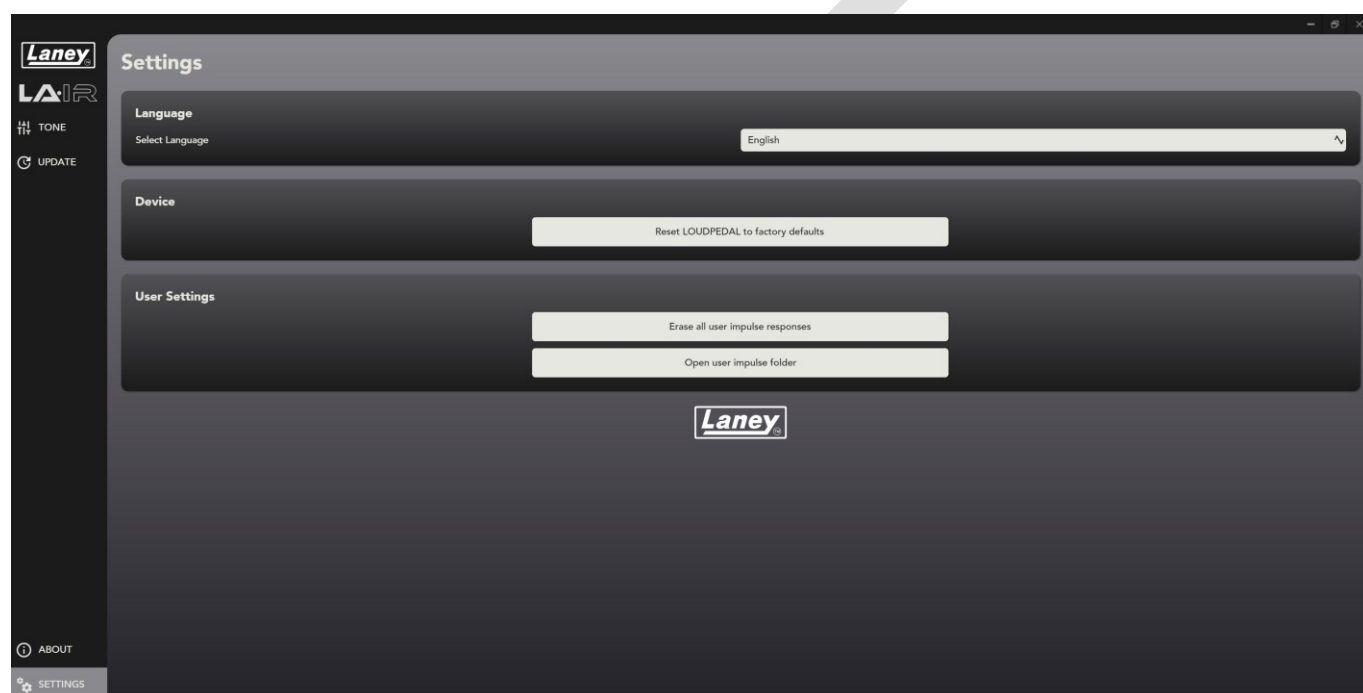 Laney
LA·IR
TONE
UPDATE
ABOUT
SETTINGS
Settings
Language
Select Language
English
Device
Reset LOUDPEDAL to factory defaults
User Settings
Erase all user impulse responses
Open user impulse folder
Laney